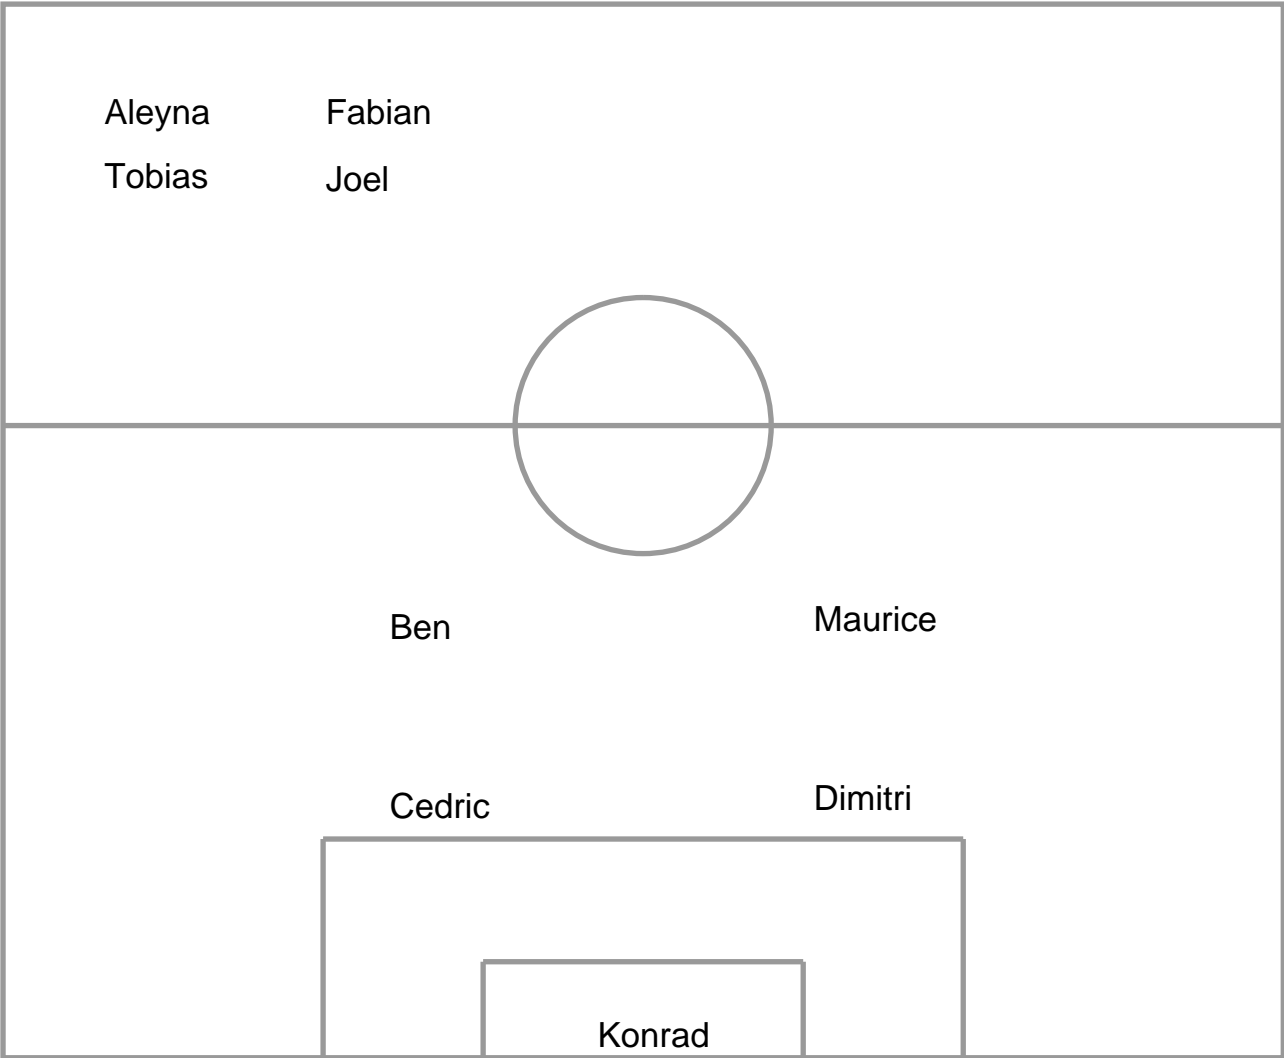 Aleyna Fabian
Tobias Joel
Ben Maurice
Cedric Dimitri
Konrad